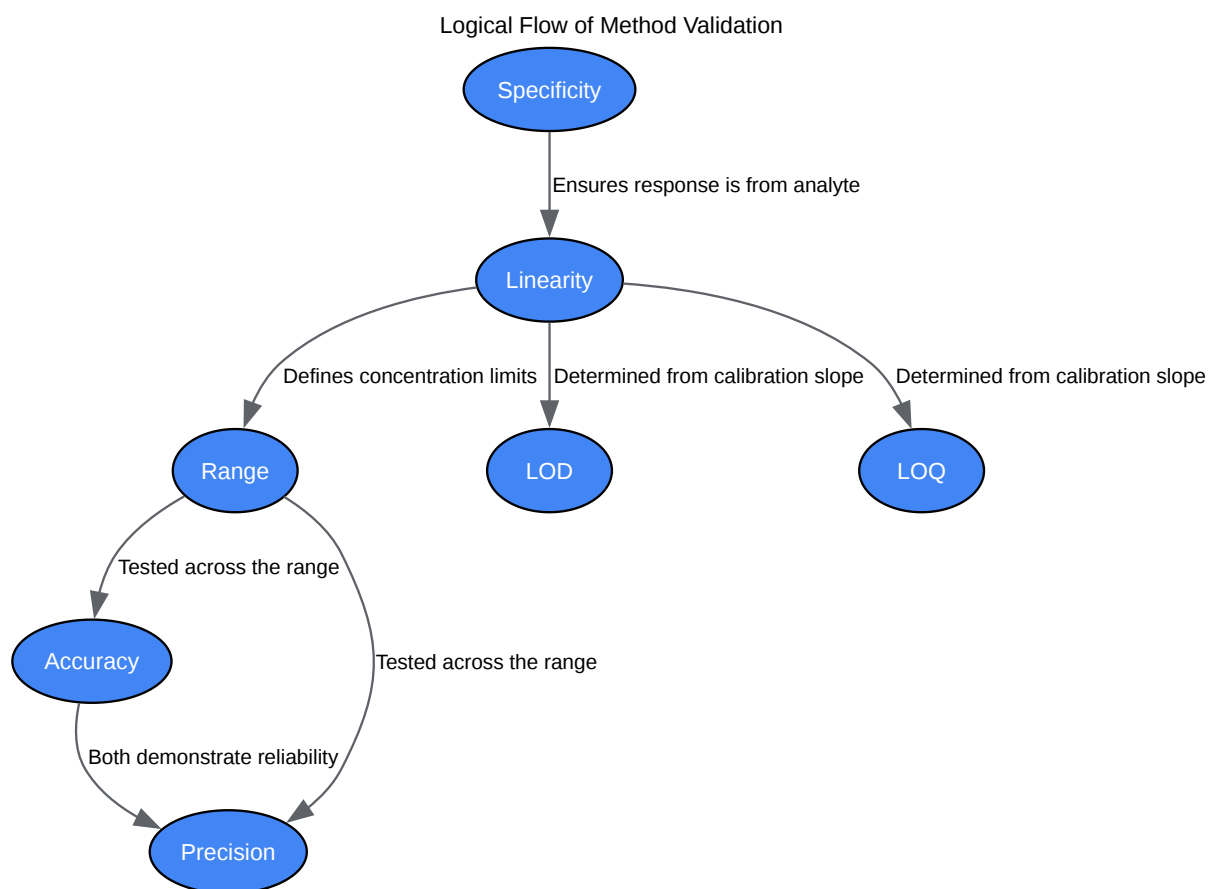 Logical Flow of Method Validation
Specificity
Ensures response is from analyte
Linearity
Defines concentration limits
Determined from calibration slope
Determined from calibration slope
Range
LOD
LOQ
Tested across the range
Accuracy
Tested across the range
Both demonstrate reliability
Precision